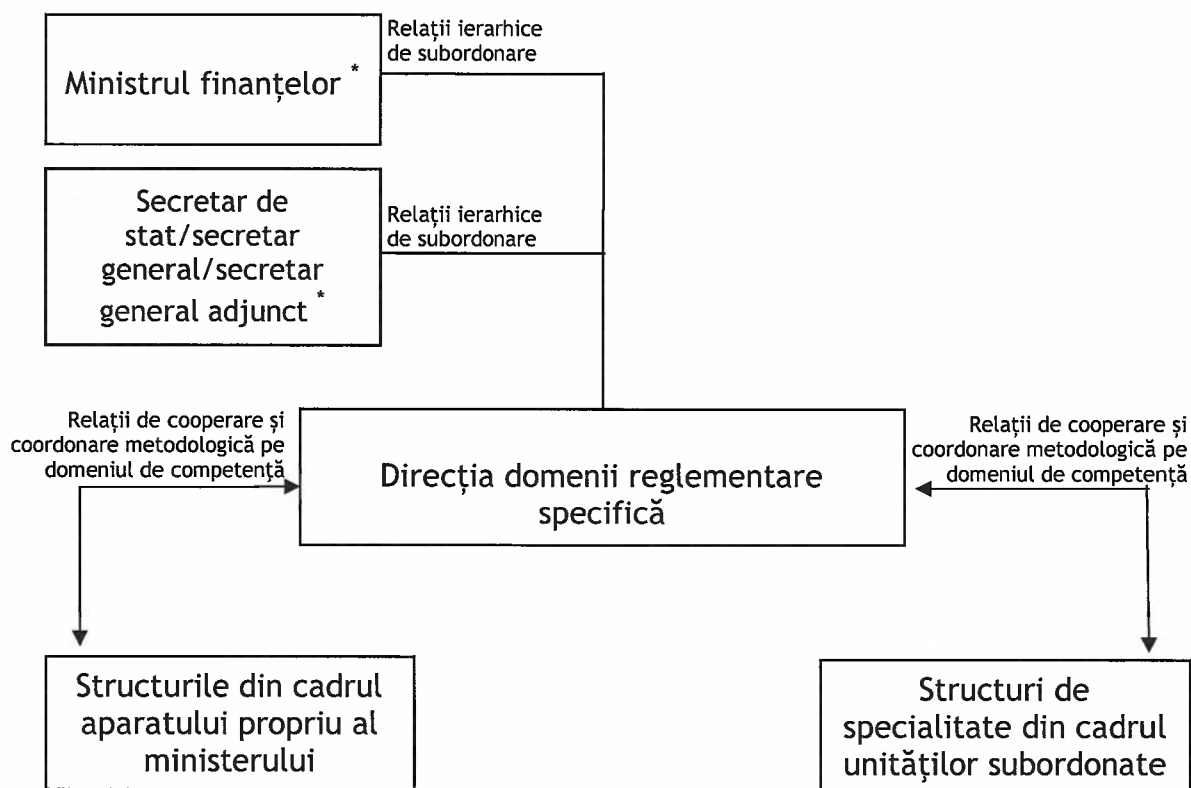 Ministrul finanțelor *
Relații ierarhice
de subordonare
Secretar de
stat/secretar
general/secretar
general adjunct *
Relații ierarhice
de subordonare
Relații de cooperare și
coordonare metodologică pe
domeniul de competență
Direcția domenii reglementare
specifică
Relații de cooperare și
coordonare metodologică pe
domeniul de competență
Structurile din cadrul
aparatului propriu al
ministerului
Structuri de
specialitate din cadrul
unităților subordonate